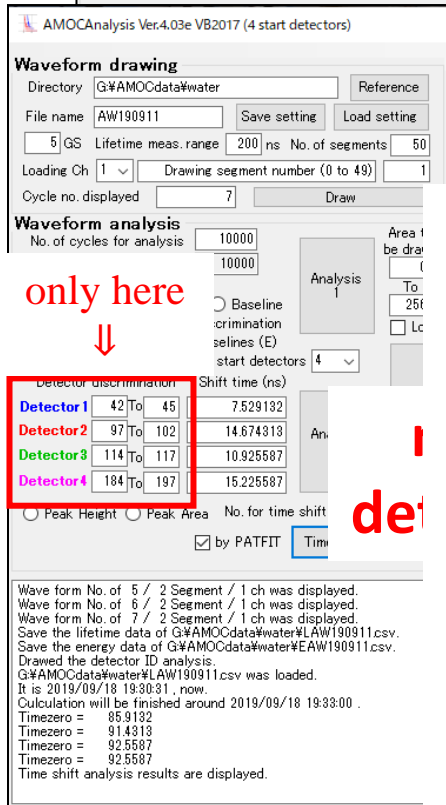 AMOCAnalysis Ver.4.03e VB2017 (4 start detectors)
Waveform drawing
Directory G:¥AMOCdata¥water Reference
File name AW190911 Save setting Load setting
5 GS Lifetime meas. range 200 ns No. of segments 50
Loading Ch 1 Drawing segment number (0 to 49) 1
Cycle no. displayed 7 Draw
Waveform analysis
No. of cycles for analysis 10000
10000
Area
be
Analysis
1
To
only here
⇓
Baseline
start detectors 4
Detector discrimination Shift time (ns)
Detector1 42 To 45 7.529132
Detector2 97 To 102 14.674313
Detector3 114 To 117 10.925587
Detector4 184 To 197 15.225587
Peak Height Peak Area No. for time shift
by PATFIT
Wave form No. of 5 / 2 Segment / 1 ch was displayed.
Wave form No. of 6 / 2 Segment / 1 ch was displayed.
Wave form No. of 7 / 2 Segment / 1 ch was displayed.
Save the lifetime data of G:¥AMOCdata¥water¥LAW190911.csv.
Save the energy data of G:¥AMOCdata¥water¥EAW190911.csv.
Drawed the detector ID analysis.
G:¥AMOCdata¥water¥LAW190911.csv was loaded.
It is 2019/09/18 19:30:31 , now.
Culculation will be finished around 2019/09/18 19:33:00 .
Timezero = 85.9132
Timezero = 91.4313
Timezero = 92.5587
Timezero = 92.5587
Time shift analysis results are displayed.